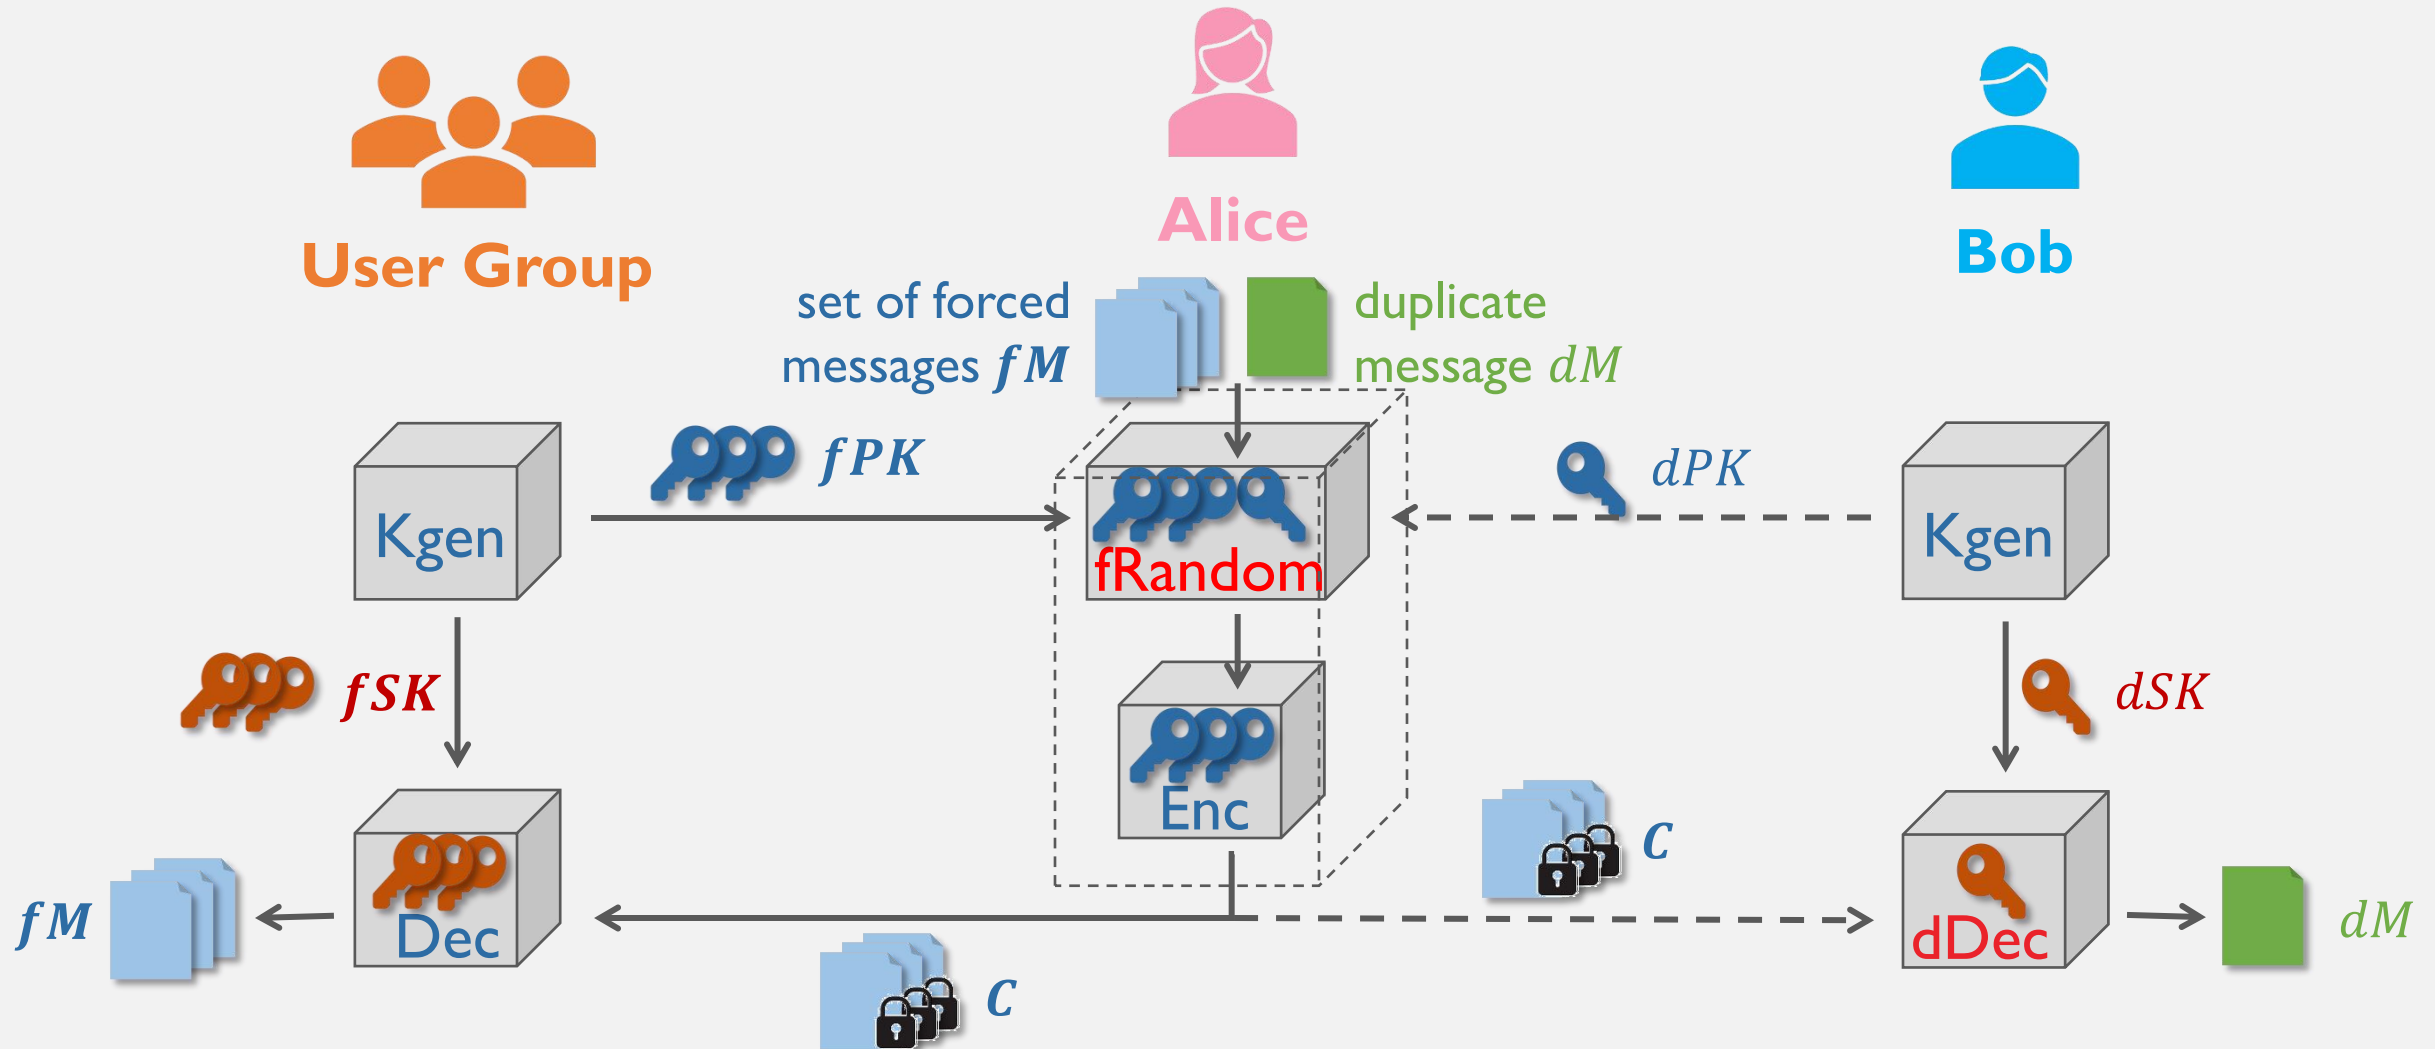 User Group
Alice
Bob
set of forced
messages fM
duplicate
message dM
Kgen
fPK
fRandom
dPK
Kgen
fSK
dSK
Enc
C
fM
Dec
dDec
dM
C